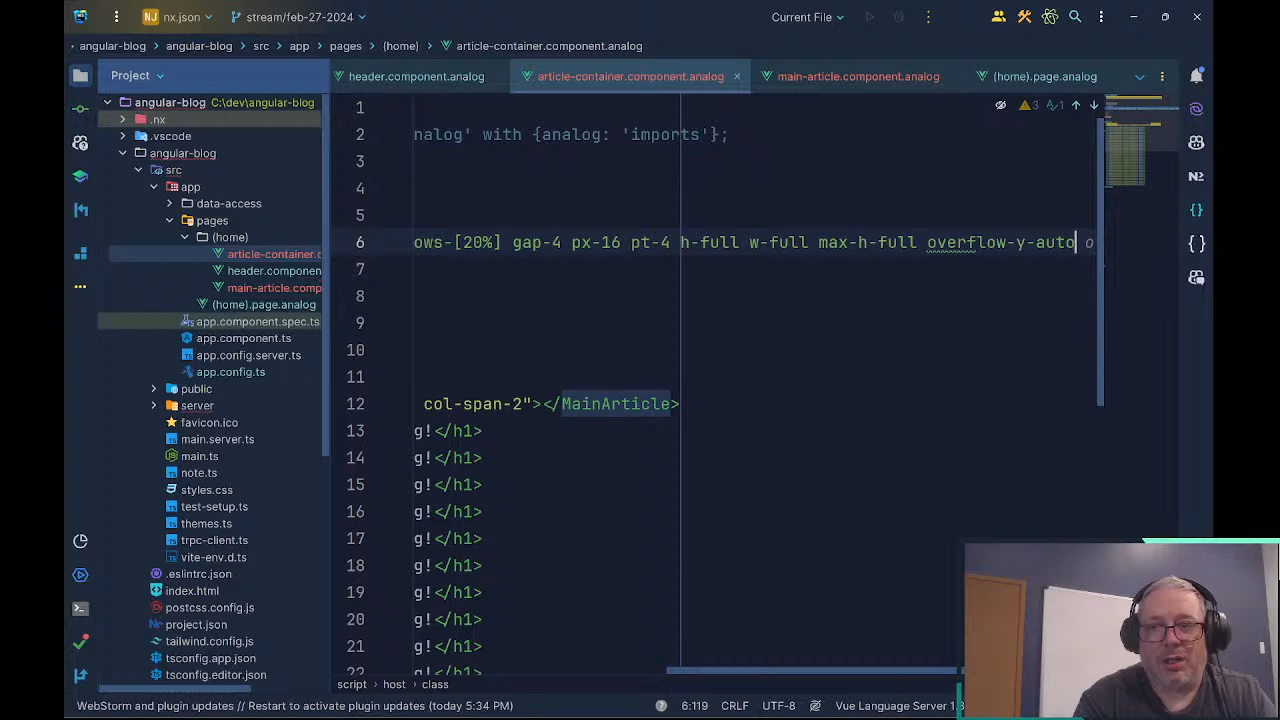 nx.json
stream/feb-27-2024
Current File
angular-blog
angular-blog
src
app
pages
(home)
article-container.component.analog
Project
header.component.analog
article-container.component.analog
main-article.component.analog
(home).page.analog
angular-blog C:\dev\angular-blog
.nx
.vscode
angular-blog
src
app
data-access
pages
(home)
article-container.c
header.componen
main-article.comp
(home).page.analog
app.component.spec.ts
app.component.ts
app.config.server.ts
app.config.ts
public
server
favicon.ico
main.server.ts
main.ts
note.ts
styles.css
test-setup.ts
themes.ts
trpc-client.ts
vite-env.d.ts
.eslintrc.json
index.html
postcss.config.js
project.json
tailwind.config.js
tsconfig.app.json
tsconfig.editor.json
3
1
N2
1
2 nalog' with {analog: 'imports'};
3
4
5
6 ows-[20%] gap-4 px-16 pt-4 h-full w-full max-h-full overflow-y-auto o
7
8
9
10
11
12 col-span-2"></MainArticle>
13 g!</h1>
14 g!</h1>
15 g!</h1>
16 g!</h1>
17 g!</h1>
18 g!</h1>
19 g!</h1>
20 g!</h1>
21 g!</h1>
22 g!</h1>
script
host
class
WebStorm and plugin updates // Restart to activate plugin updates (today 5:34 PM)
6:119
CRLF
UTF-8
Vue Language Server 1.8